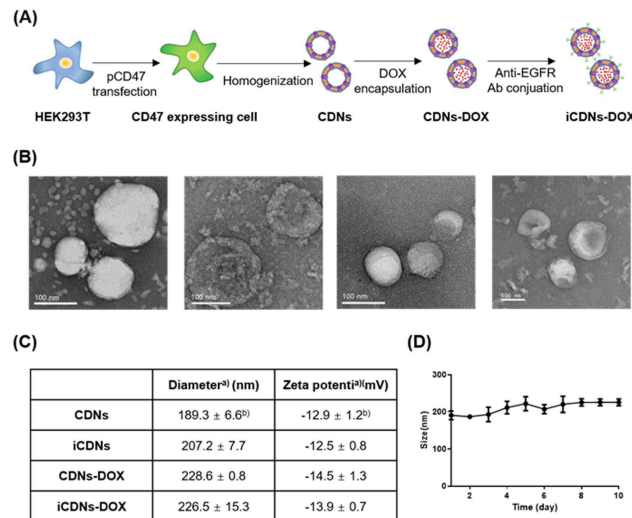 (A)
pCD47
transfection
Homogenization
DOX
encapsulation
Anti-EGFR
Ab conjuation
HEK293T
CD47 expressing cell
CDNs
CDNs-DOX
iCDNs-DOX
(B)
100 nm
100 nm
100 nm
100 nm
(C)
Diameterᵃ⁾ (nm) Zeta potentiᵃ⁾(mV)
CDNs 189.3 ± 6.6ᵇ⁾ -12.9 ± 1.2ᵇ⁾
iCDNs 207.2 ± 7.7 -12.5 ± 0.8
CDNs-DOX 228.6 ± 0.8 -14.5 ± 1.3
iCDNs-DOX 226.5 ± 15.3 -13.9 ± 0.7
(D)
300
200
100
0
Size(nm)
2 4 6 8 10
Time (day)